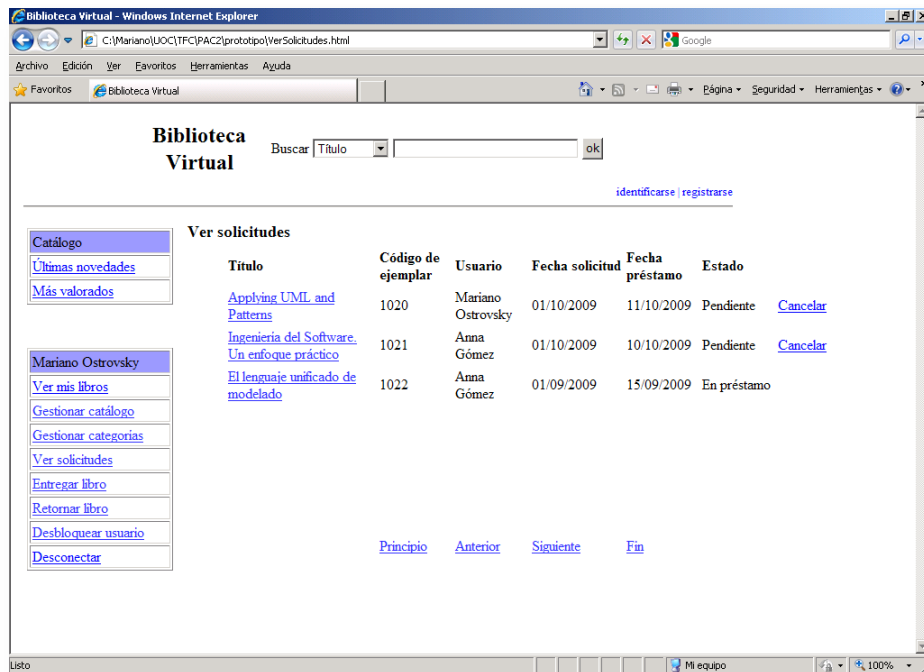 Biblioteca Virtual - Windows Internet Explorer
C:\Mariano\UOC\TFC\PAC2\prototipo\VerSolicitudes.html
Google
Archivo Edición Ver Favoritos Herramientas Ayuda
Favoritos Biblioteca Virtual Página Seguridad Herramientas
Biblioteca
Virtual
Buscar Título ok
identificarse | registrarse
Catálogo
Últimas novedades
Más valorados
Mariano Ostrovsky
Ver mis libros
Gestionar catálogo
Gestionar categorias
Ver solicitudes
Entregar libro
Retornar libro
Desbloquear usuario
Desconectar
Ver solicitudes
Título Código de ejemplar Usuario Fecha solicitud Fecha préstamo Estado
Applying UML and Patterns 1020 Mariano Ostrovsky 01/10/2009 11/10/2009 Pendiente Cancelar
Ingeniería del Software. Un enfoque práctico 1021 Anna Gómez 01/10/2009 10/10/2009 Pendiente Cancelar
El lenguaje unificado de modelado 1022 Anna Gómez 01/09/2009 15/09/2009 En préstamo
Principio Anterior Siguiente Fin
Listo Mi equipo 100%